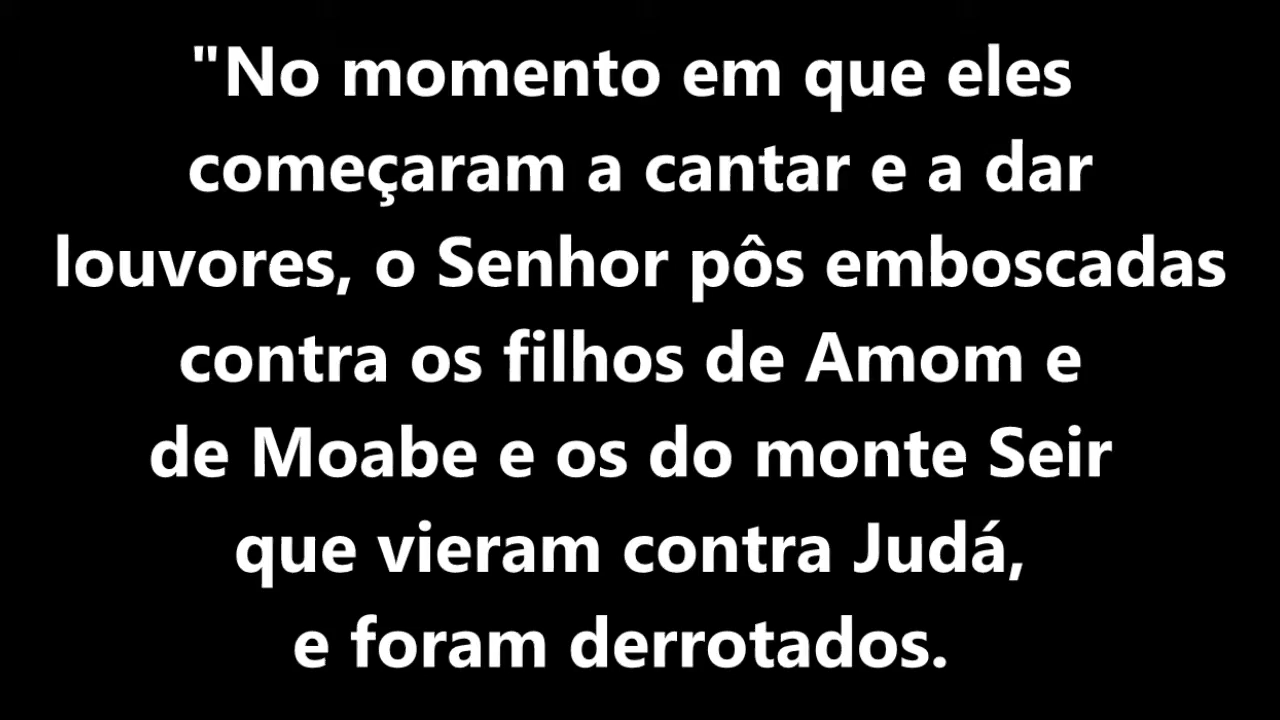 "No momento em que eles
começaram a cantar e a dar
louvores, o Senhor pôs emboscadas
contra os filhos de Amom e
de Moabe e os do monte Seir
que vieram contra Judá,
e foram derrotados.